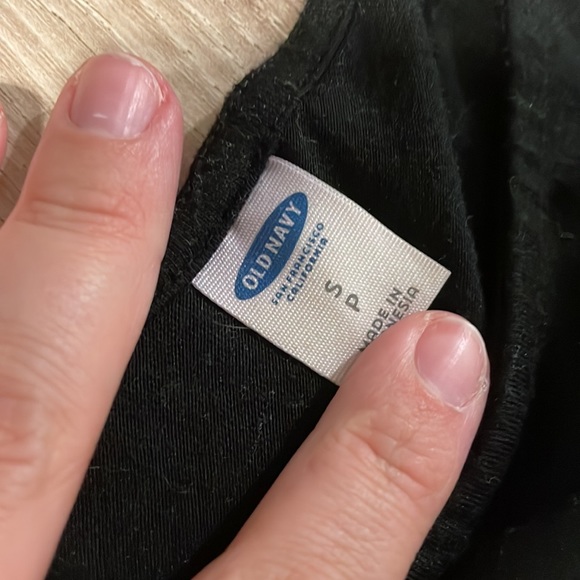 OLD NAVY
SAN FRANCISCO
CALIFORNIA
S
P
MADE IN